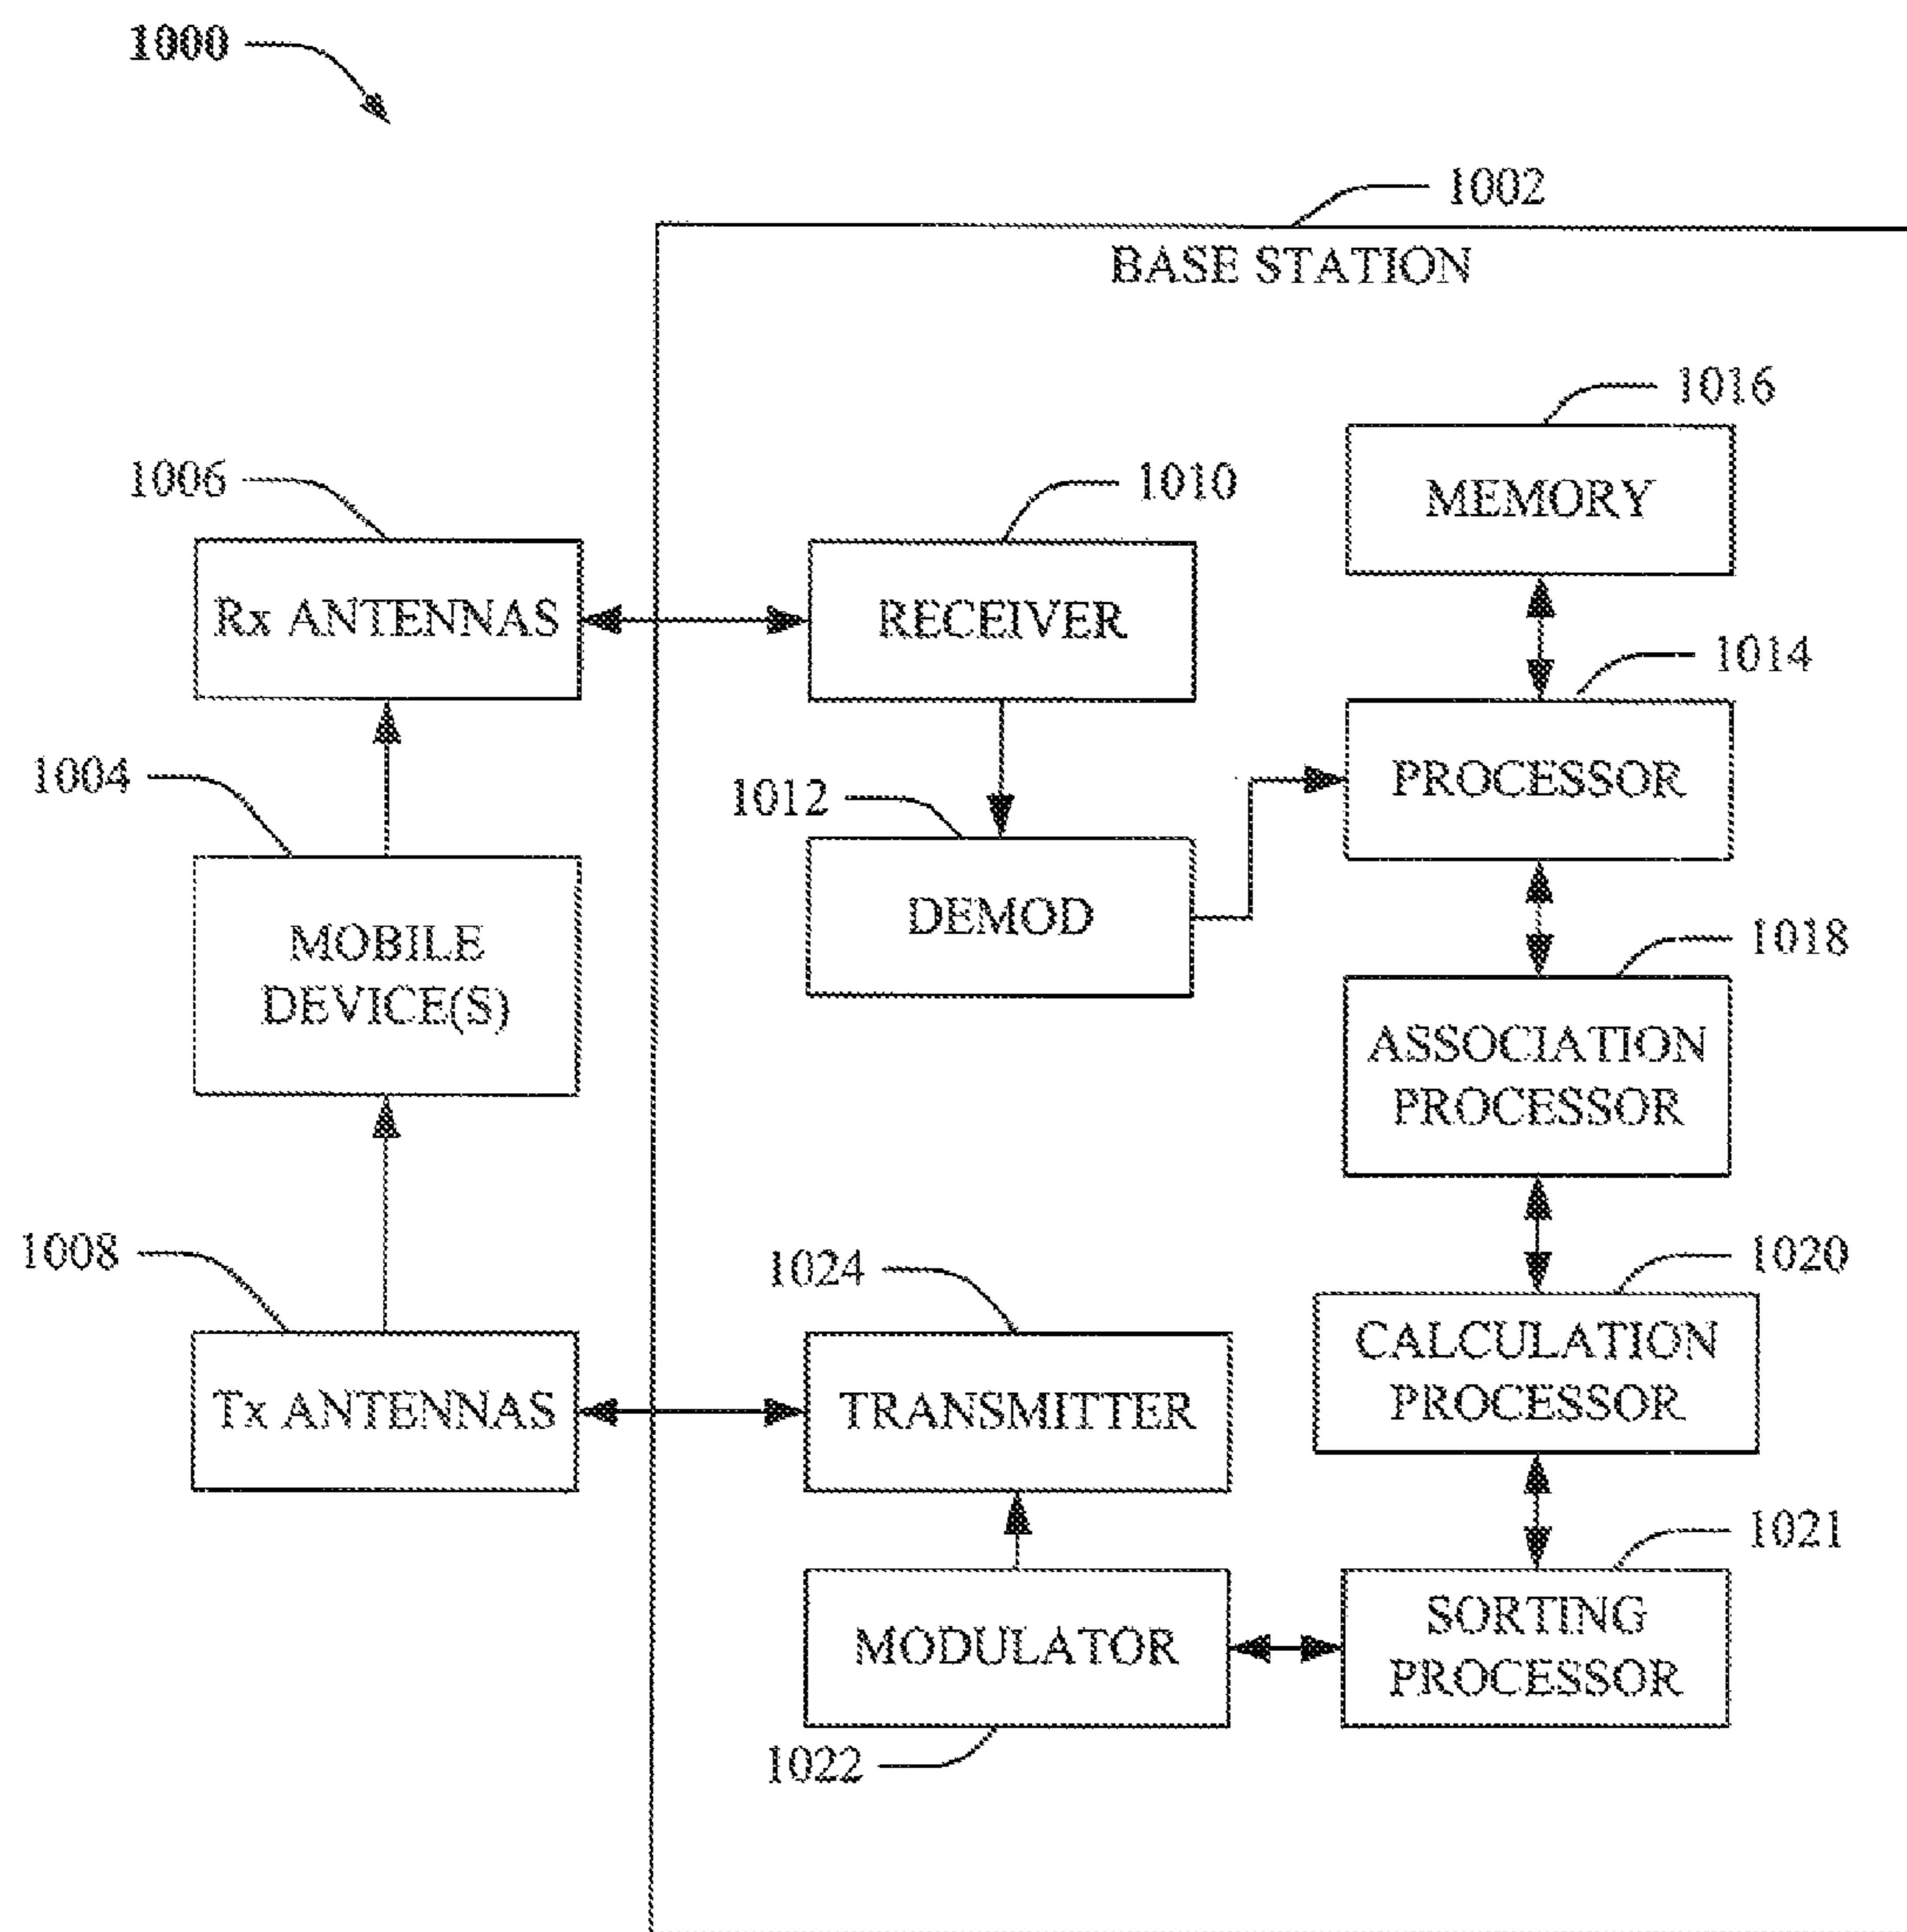 1000
1002
BASE STATION
1016
MEMORY
1006
1010
Rx ANTENNAS
RECEIVER
1014
1004
PROCESSOR
1012
MOBILE
DEVICE(S)
DEMOD
1018
ASSOCIATION
PROCESSOR
1008
1024
1020
Tx ANTENNAS
TRANSMITTER
CALCULATION
PROCESSOR
1021
MODULATOR
SORTING
PROCESSOR
1022